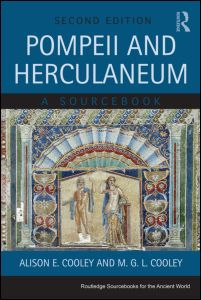 SECOND EDITION
POMPEII AND
HERCULANEUM
A SOURCEBOOK
ALISON E. COOLEY AND M. G. L. COOLEY
Routledge Sourcebooks for the Ancient World